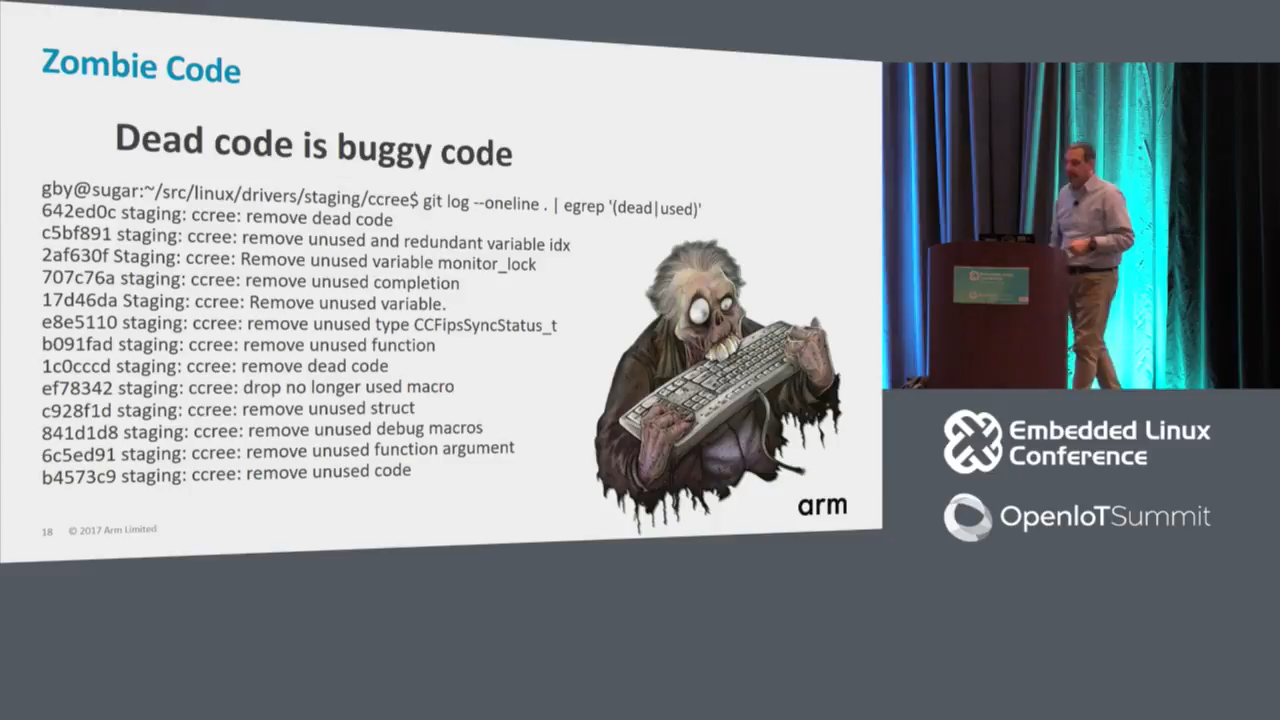 Zombie Code
Dead code is buggy code
gby@sugar:~/src/linux/drivers/staging/ccree$ git log --oneline . | egrep '(dead|used)'
642ed0c staging: ccree: remove dead code
c5bf891 staging: ccree: remove unused and redundant variable idx
2af630f Staging: ccree: Remove unused variable monitor_lock
707c76a staging: ccree: remove unused completion
17d46da Staging: ccree: Remove unused variable.
e8e5110 staging: ccree: remove unused type CCFipsSyncStatus_t
b091fad staging: ccree: remove unused function
1c0cccd staging: ccree: remove dead code
ef78342 staging: ccree: drop no longer used macro
c928f1d staging: ccree: remove unused struct
841d1d8 staging: ccree: remove unused debug macros
6c5ed91 staging: ccree: remove unused function argument
b4573c9 staging: ccree: remove unused code
arm
18 © 2017 Arm Limited
Embedded Linux
Conference
OpenIoTSummit